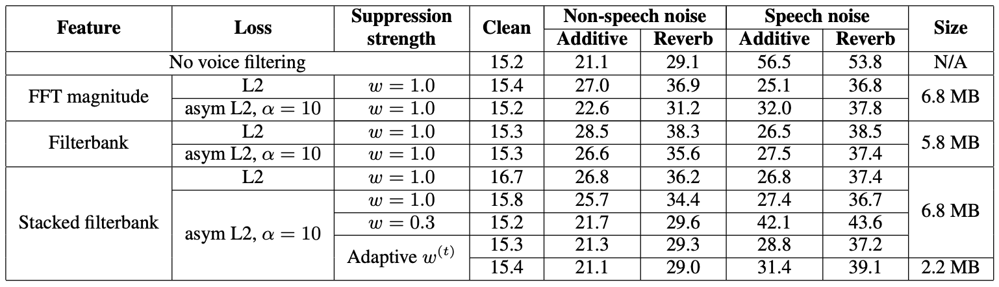 Feature Loss Suppression strength Clean Non-speech noise Speech noise Size
Additive Reverb Additive Reverb
No voice filtering 15.2 21.1 29.1 56.5 53.8 N/A
FFT magnitude L2 w = 1.0 15.4 27.0 36.9 25.1 36.8 6.8 MB
asym L2, α = 10 w = 1.0 15.2 22.6 31.2 32.0 37.8
Filterbank L2 w = 1.0 15.3 28.5 38.3 26.5 38.5 5.8 MB
asym L2, α = 10 w = 1.0 15.3 26.6 35.6 27.5 37.4
Stacked filterbank L2 w = 1.0 16.7 26.8 36.2 26.8 37.4 6.8 MB
asym L2, α = 10 w = 1.0 15.8 25.7 34.4 27.4 36.7
w = 0.3 15.2 21.7 29.6 42.1 43.6
Adaptive w^(t) 15.3 21.3 29.3 28.8 37.2
15.4 21.1 29.0 31.4 39.1 2.2 MB